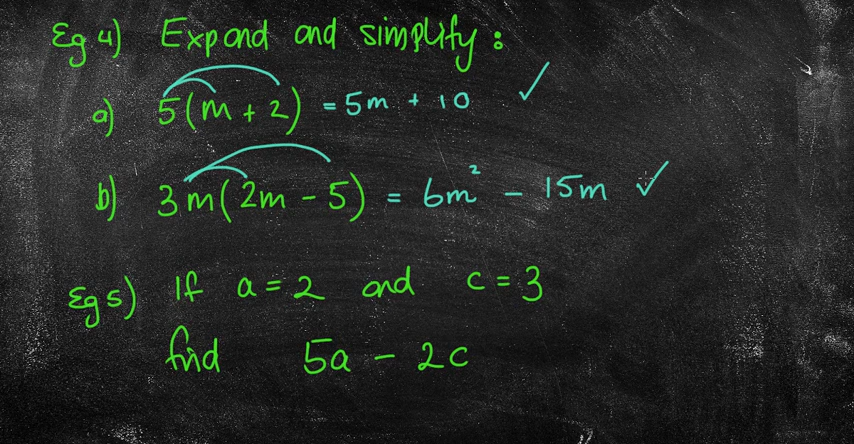 Eg 4) Expand and simplify:
a) 5(m + 2) = 5m + 10 ✓
b) 3m(2m - 5) = 6m² - 15m ✓
Eg 5) If a = 2 and c = 3
find 5a - 2c